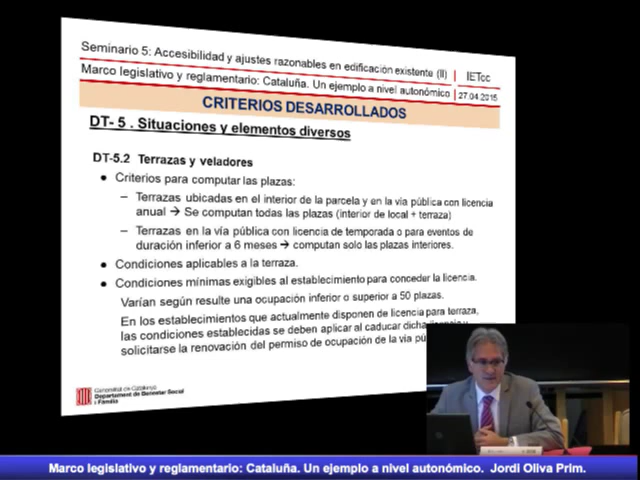 Seminario 5: Accesibilidad y ajustes razonables en edificación existente (II)
IETcc
Marco legislativo y reglamentario: Cataluña. Un ejemplo a nivel autonómico
27.04.2015
CRITERIOS DESARROLLADOS
DT- 5 . Situaciones y elementos diversos
DT-5.2 Terrazas y veladores
● Criterios para computar las plazas:
– Terrazas ubicadas en el interior de la parcela y en la vía pública con licencia
anual → Se computan todas las plazas (interior de local + terraza)
– Terrazas en la vía pública con licencia de temporada o para eventos de
duración inferior a 6 meses → computan solo las plazas interiores.
● Condiciones aplicables a la terraza.
● Condiciones mínimas exigibles al establecimiento para conceder la licencia.
Varían según resulte una ocupación inferior o superior a 50 plazas.
En los establecimientos que actualmente disponen de licencia para terraza,
las condiciones establecidas se deben aplicar al caducar dicha
solicitarse la renovación del permiso de ocupación de la vía
Generalitat de Catalunya
Departament de Benestar Social
i Família
Marco legislativo y reglamentario: Cataluña. Un ejemplo a nivel autonómico. Jordi Oliva Prim.